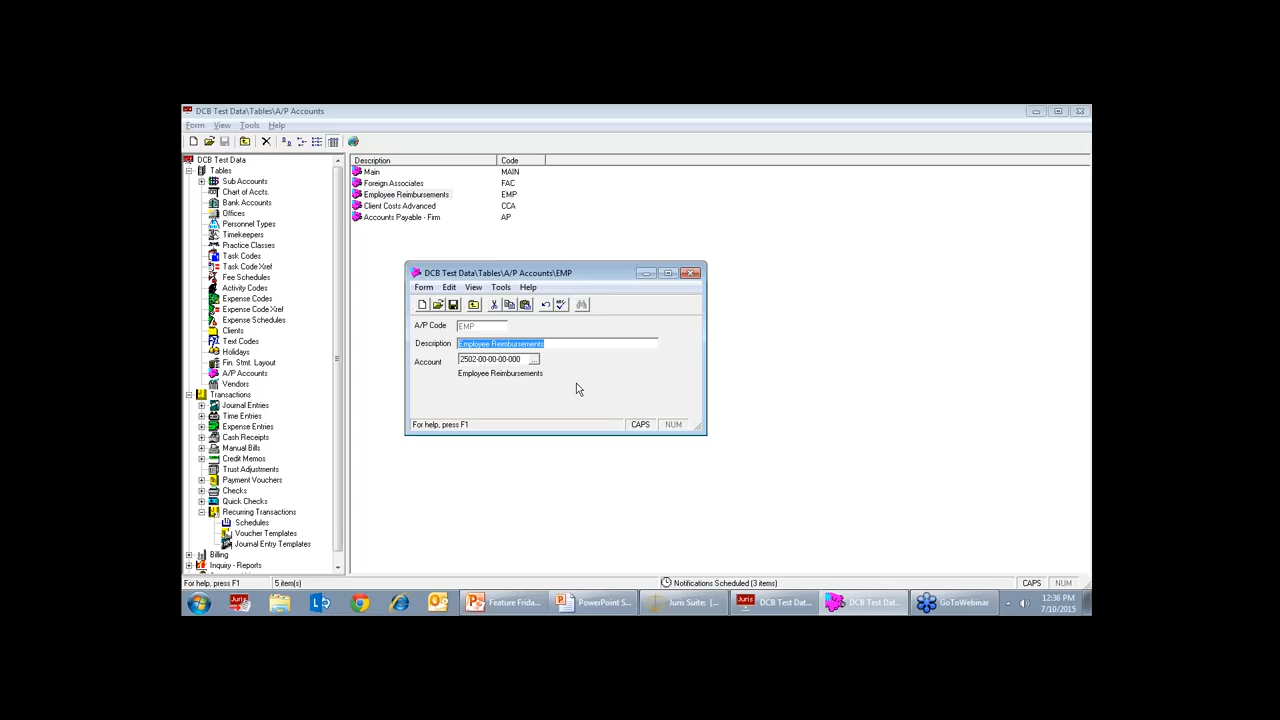 DCB Test Data\Tables\A/P Accounts
Form View Tools Help
DCB Test Data
Tables
Sub Accounts
Chart of Accts.
Bank Accounts
Offices
Personnel Types
Timekeepers
Practice Classes
Task Codes
Task Code Xref
Fee Schedules
Activity Codes
Expense Codes
Expense Code Xref
Expense Schedules
Clients
Text Codes
Holidays
Fin. Stmt. Layout
A/P Accounts
Vendors
Transactions
Journal Entries
Time Entries
Expense Entries
Cash Receipts
Manual Bills
Credit Memos
Trust Adjustments
Payment Vouchers
Checks
Quick Checks
Recurring Transactions
Schedules
Voucher Templates
Journal Entry Templates
Billing
Inquiry - Reports
Description Code
Main MAIN
Foreign Associates FAC
Employee Reimbursements EMP
Client Costs Advanced CCA
Accounts Payable - Firm AP
DCB Test Data\Tables\A/P Accounts\EMP
Form Edit View Tools Help
A/P Code EMP
Description Employee Reimbursements
Account 2502-00-00-00-000 ...
Employee Reimbursements
For help, press F1 CAPS NUM
For help, press F1 5 item(s) Notifications Scheduled (3 items) CAPS NUM
Juris Feature Frida... PowerPoint S... Juris Suite: [... DCB Test Dat... DCB Test Dat... GoToWebinar 12:36 PM
7/10/2015